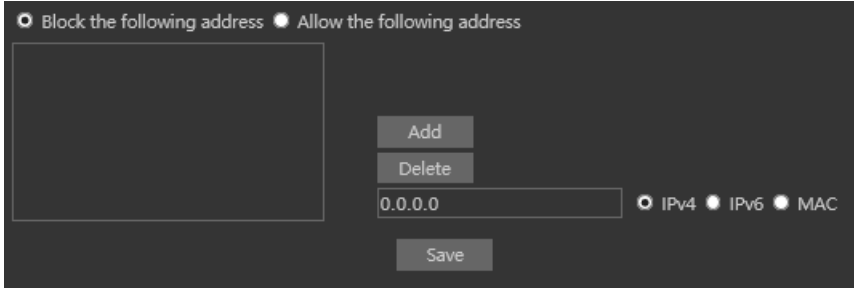 Block the following address Allow the following address
Add
Delete
0.0.0.0 IPv4 IPv6 MAC
Save